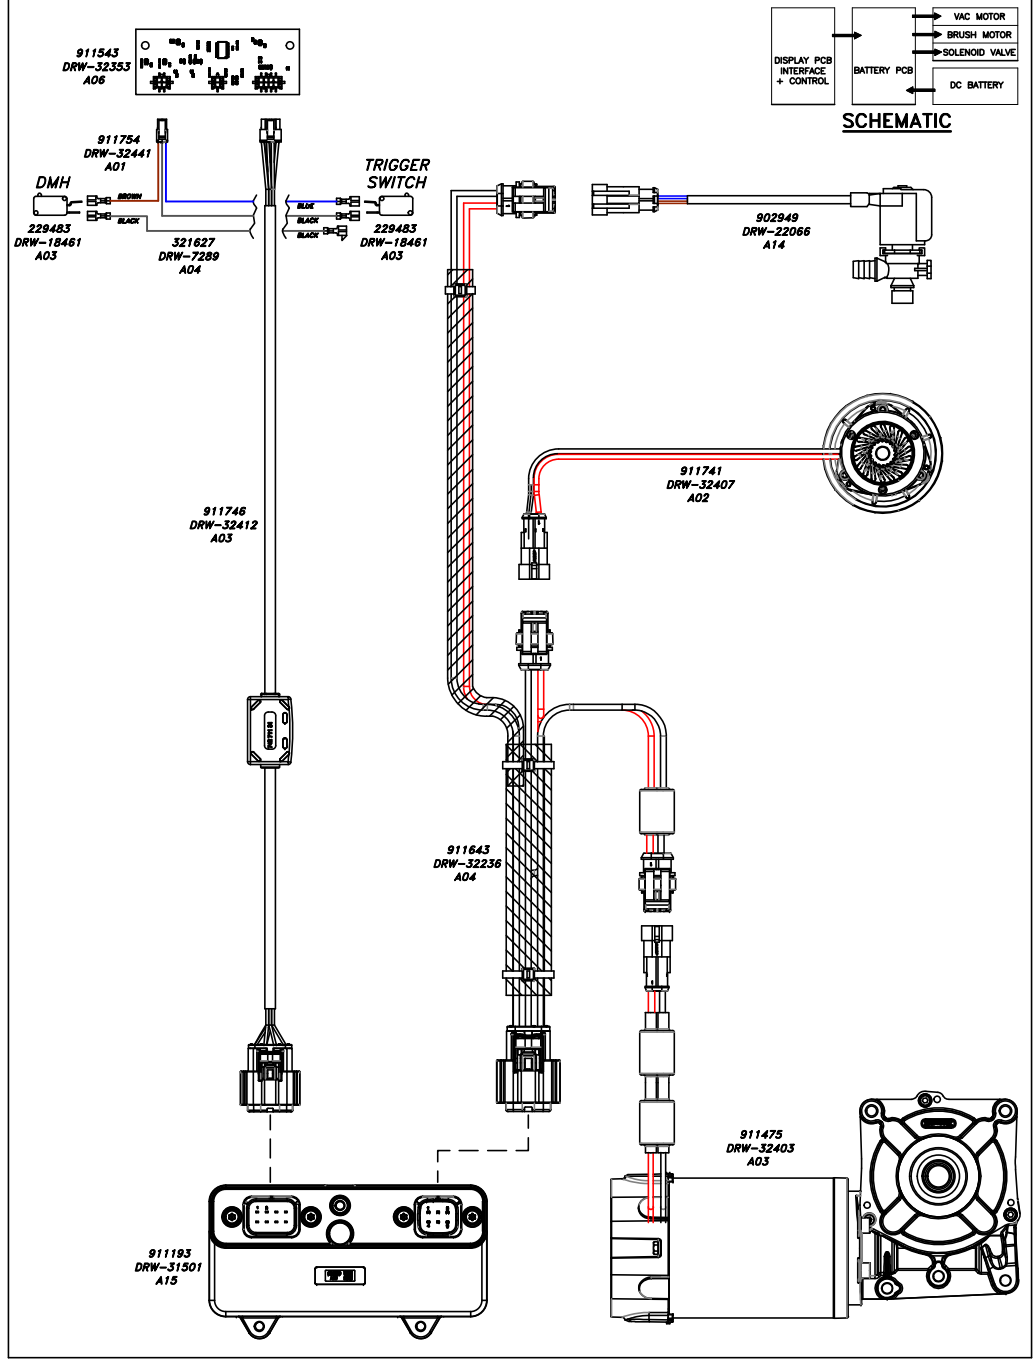 911543
DRW-32353
A06
VAC MOTOR
BRUSH MOTOR
SOLENOID VALVE
DISPLAY PCB
INTERFACE
+ CONTROL
BATTERY PCB
DC BATTERY
SCHEMATIC
911754
DRW-32441
A01
DMH
BROWN
BLACK
TRIGGER
SWITCH
BLUE
BLACK
BLACK
229483
DRW-18461
A03
321627
DRW-7289
A04
229483
DRW-18461
A03
902949
DRW-22066
A14
911741
DRW-32407
A02
911746
DRW-32412
A03
911643
DRW-32236
A04
911475
DRW-32403
A03
911193
DRW-31501
A15